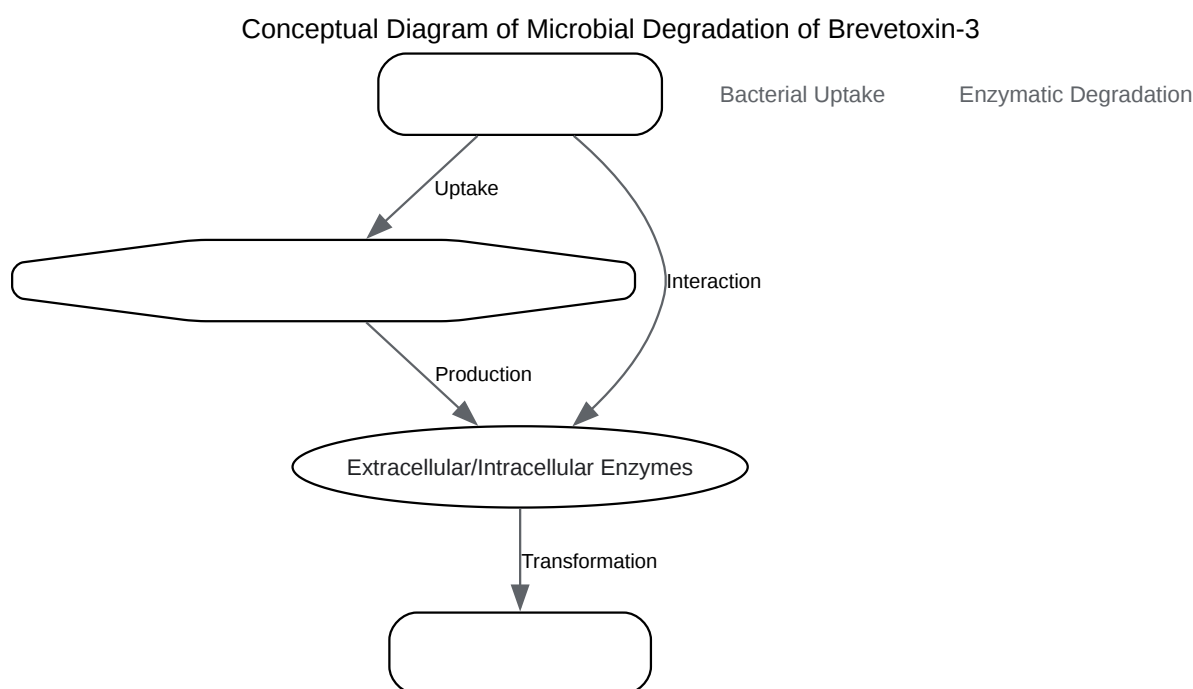 Conceptual Diagram of Microbial Degradation of Brevetoxin-3
Bacterial Uptake
Enzymatic Degradation
Uptake
Interaction
Production
Extracellular/Intracellular Enzymes
Transformation